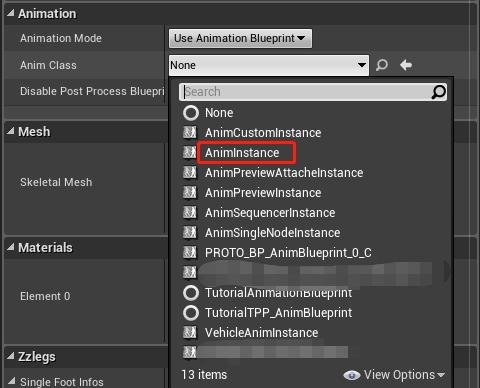 Animation
Animation Mode
Use Animation Blueprint
Anim Class
None
Disable Post Process Bluepri
Search
None
AnimCustomInstance
Mesh
AnimInstance
AnimPreviewAttacheInstance
Skeletal Mesh
AnimPreviewInstance
AnimSequencerInstance
AnimSingleNodeInstance
Materials
PROTO_BP_AnimBlueprint_0_C
Element 0
TutorialAnimationBlueprint
TutorialTPP_AnimBlueprint
VehicleAnimInstance
Zzlegs
13 items
View Options
Single Foot Infos